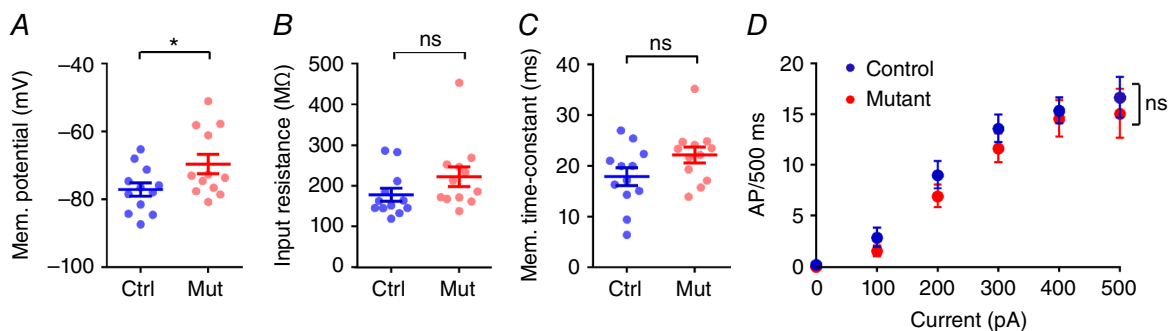 A
Mem. potential (mV)
−40
−60
−80
−100
*
Ctrl
Mut
B
Input resistance (MΩ)
500
400
300
200
100
0
ns
Ctrl
Mut
C
Mem. time-constant (ms)
50
40
30
20
10
0
ns
Ctrl
Mut
D
AP/500 ms
20
15
10
5
0
Control
Mutant
ns
0
100
200
300
400
500
Current (pA)